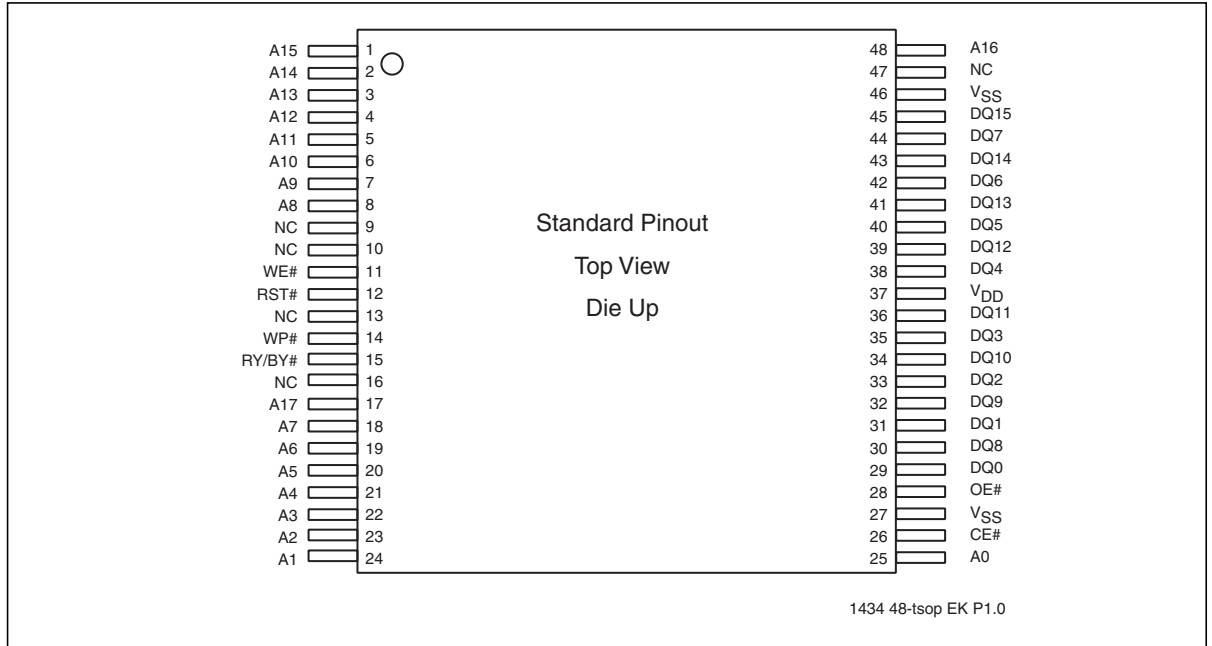 A15 1
A14 2
A13 3
A12 4
A11 5
A10 6
A9 7
A8 8
NC 9
NC 10
WE# 11
RST# 12
NC 13
WP# 14
RY/BY# 15
NC 16
A17 17
A7 18
A6 19
A5 20
A4 21
A3 22
A2 23
A1 24
Standard Pinout
Top View
Die Up
48 A16
47 NC
46 VSS
45 DQ15
44 DQ7
43 DQ14
42 DQ6
41 DQ13
40 DQ5
39 DQ12
38 DQ4
37 VDD
36 DQ11
35 DQ3
34 DQ10
33 DQ2
32 DQ9
31 DQ1
30 DQ8
29 DQ0
28 OE#
27 VSS
26 CE#
25 A0
1434 48-tsop EK P1.0